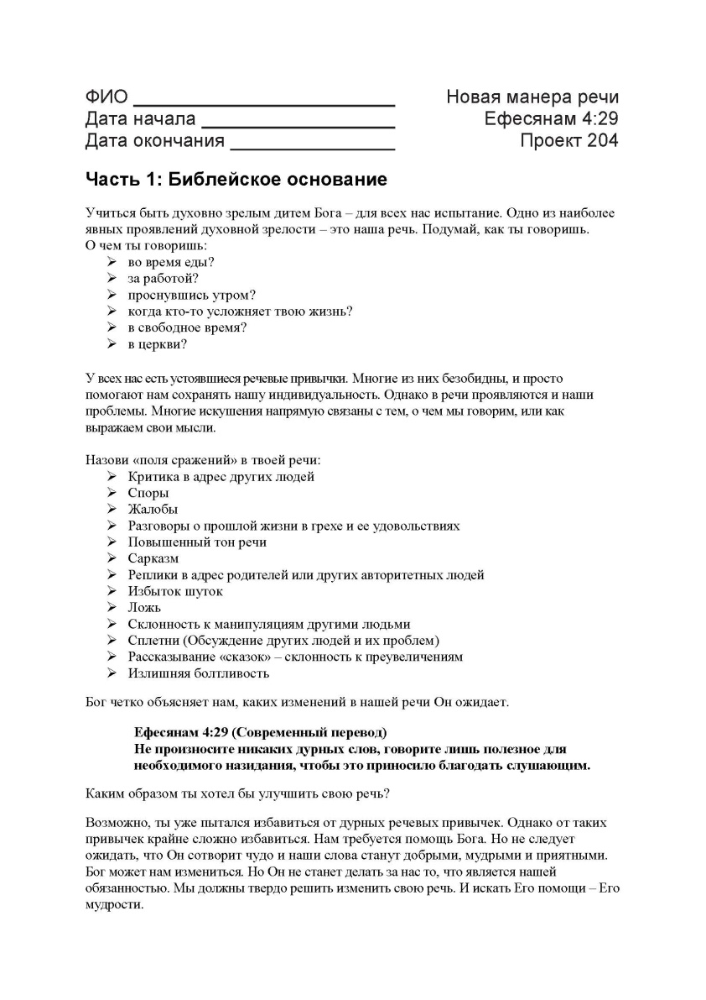 ФИО
Новая манера речи
Дата начала
Ефесянам 4:29
Дата окончания
Проект 204
Часть 1: Библейское основание
Учиться быть духовно зрелым дитем Бога – для всех нас испытание. Одно из наиболее
явных проявлений духовной зрелости – это наша речь. Подумай, как ты говоришь.
О чем ты говоришь:
➢ во время еды?
➢ за работой?
➢ проснувшись утром?
➢ когда кто-то усложняет твою жизнь?
➢ в свободное время?
➢ в церкви?
У всех нас есть устоявшиеся речевые привычки. Многие из них безобидны, и просто
помогают нам сохранять нашу индивидуальность. Однако в речи проявляются и наши
проблемы. Многие искушения напрямую связаны с тем, о чем мы говорим, или как
выражаем свои мысли.
Назови «поля сражений» в твоей речи:
➢ Критика в адрес других людей
➢ Споры
➢ Жалобы
➢ Разговоры о прошлой жизни в грехе и ее удовольствиях
➢ Повышенный тон речи
➢ Сарказм
➢ Реплики в адрес родителей или других авторитетных людей
➢ Избыток шуток
➢ Ложь
➢ Склонность к манипуляциям другими людьми
➢ Сплетни (Обсуждение других людей и их проблем)
➢ Рассказывание «сказок» – склонность к преувеличениям
➢ Излишняя болтливость
Бог четко объясняет нам, каких изменений в нашей речи Он ожидает.
Ефесянам 4:29 (Современный перевод)
Не произносите никаких дурных слов, говорите лишь полезное для
необходимого назидания, чтобы это приносило благодать слушающим.
Каким образом ты хотел бы улучшить свою речь?
Возможно, ты уже пытался избавиться от дурных речевых привычек. Однако от таких
привычек крайне сложно избавиться. Нам требуется помощь Бога. Но не следует
ожидать, что Он сотворит чудо и наши слова станут добрыми, мудрыми и приятными.
Бог может нам измениться. Но Он не станет делать за нас то, что является нашей
обязанностью. Мы должны твердо решить изменить свою речь. И искать Его помощи – Его
мудрости.